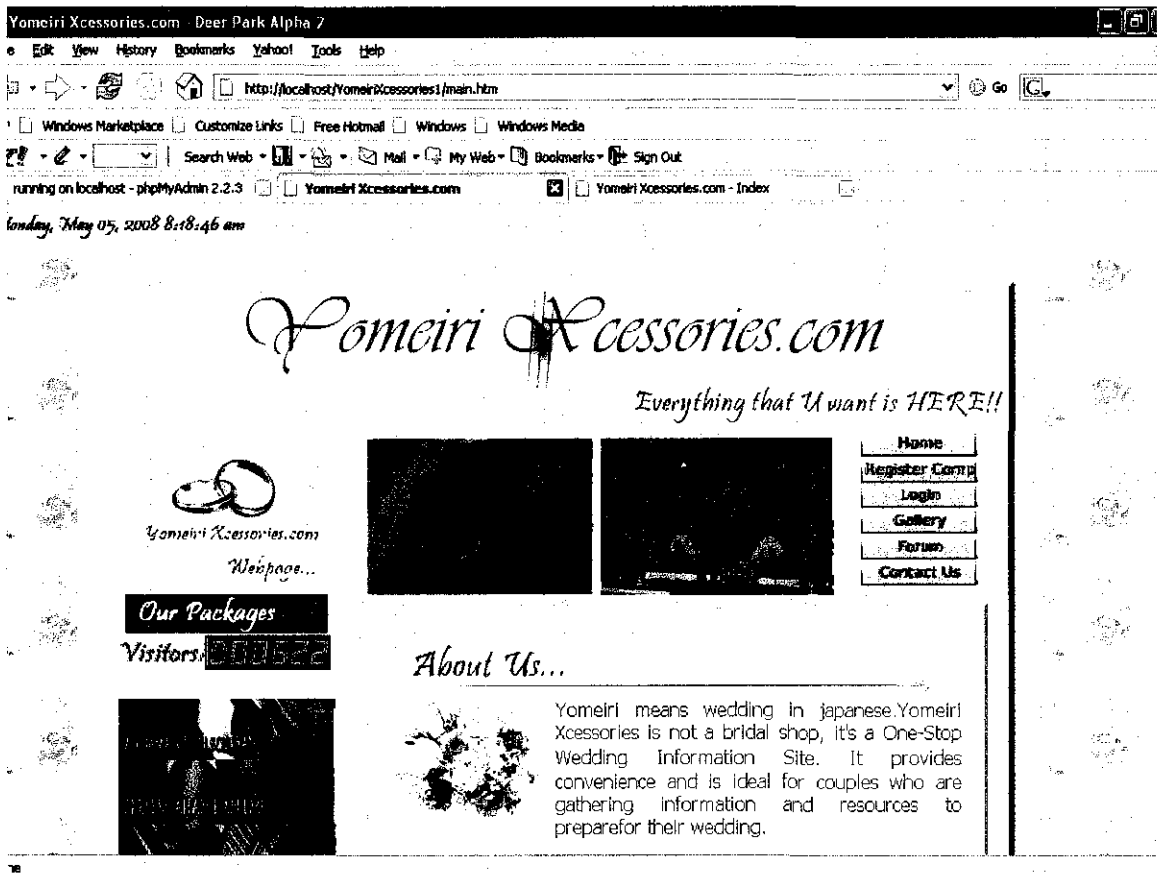 Yomeiri Xcessories.com - Deer Park Alpha 2
e Edit View History Bookmarks Yahoo! Tools Help
http://localhost/YomeiriXcessories1/main.htm
Go
Windows Marketplace Customize Links Free Hotmail Windows Windows Media
Search Web Mail My Web Bookmarks Sign Out
running on localhost - phpMyAdmin 2.2.3 Yomeiri Xcessories.com Yomeiri Xcessories.com - Index
onday, May 05, 2008 8:18:46 am
Yomeiri Xcessories.com
Everything that U want is HERE!!
Home
Register Comp
Login
Gallery
Forum
Contact Us
Yomeiri Xcessories.com
Webpage...
Our Packages
Visitors: 000622
About Us...
Yomeiri means wedding in japanese.Yomeiri
Xcessories is not a bridal shop, it's a One-Stop
Wedding Information Site. It provides
convenience and is ideal for couples who are
gathering information and resources to
preparefor their wedding.